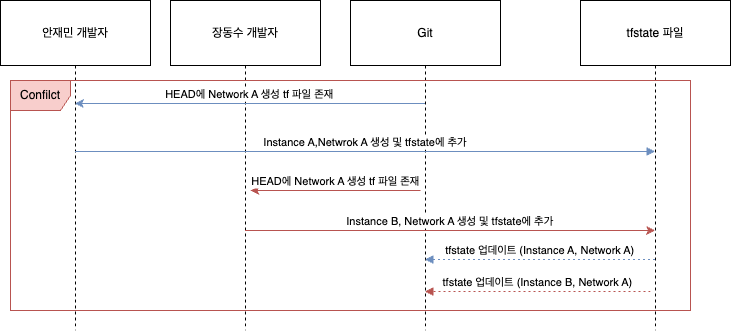 안재민 개발자
장동수 개발자
Git
tfstate 파일
Confilct
HEAD에 Network A 생성 tf 파일 존재
Instance A,Netwrok A 생성 및 tfstate에 추가
HEAD에 Network A 생성 tf 파일 존재
Instance B, Network A 생성 및 tfstate에 추가
tfstate 업데이트 (Instance A, Network A)
tfstate 업데이트 (Instance B, Network A)